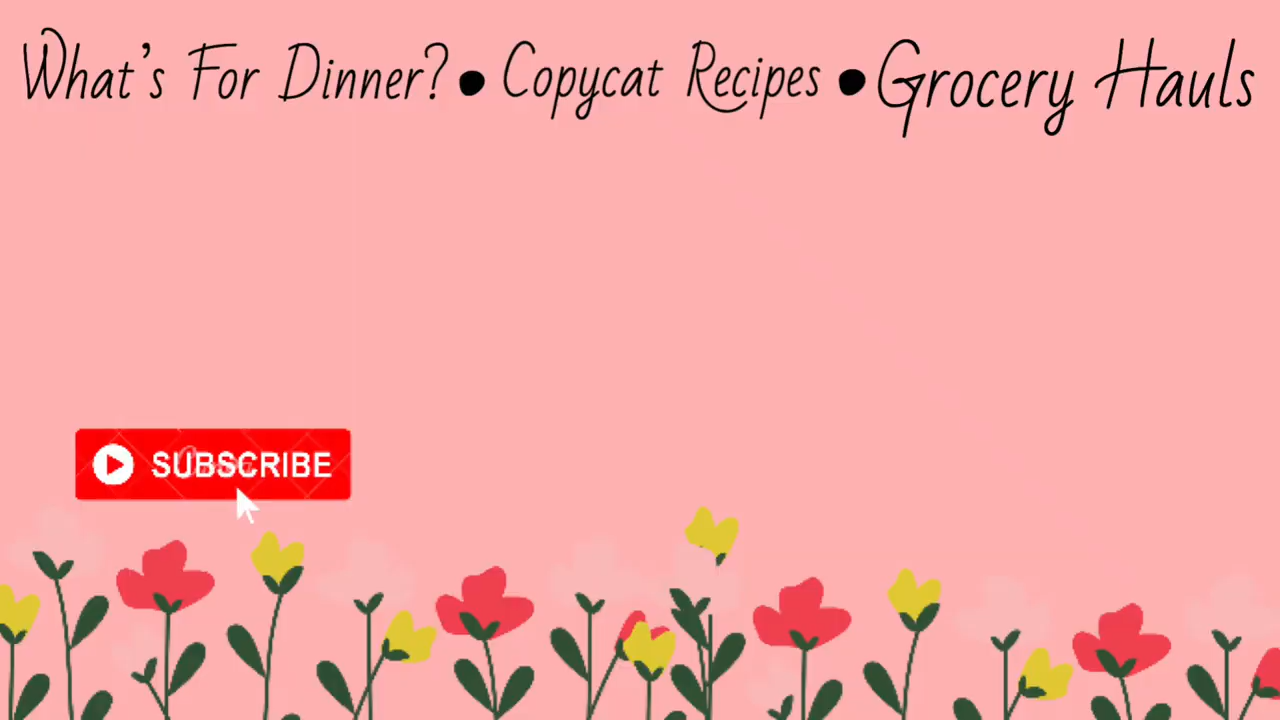 What's For Dinner? • Copycat Recipes • Grocery Hauls
SUBSCRIBE